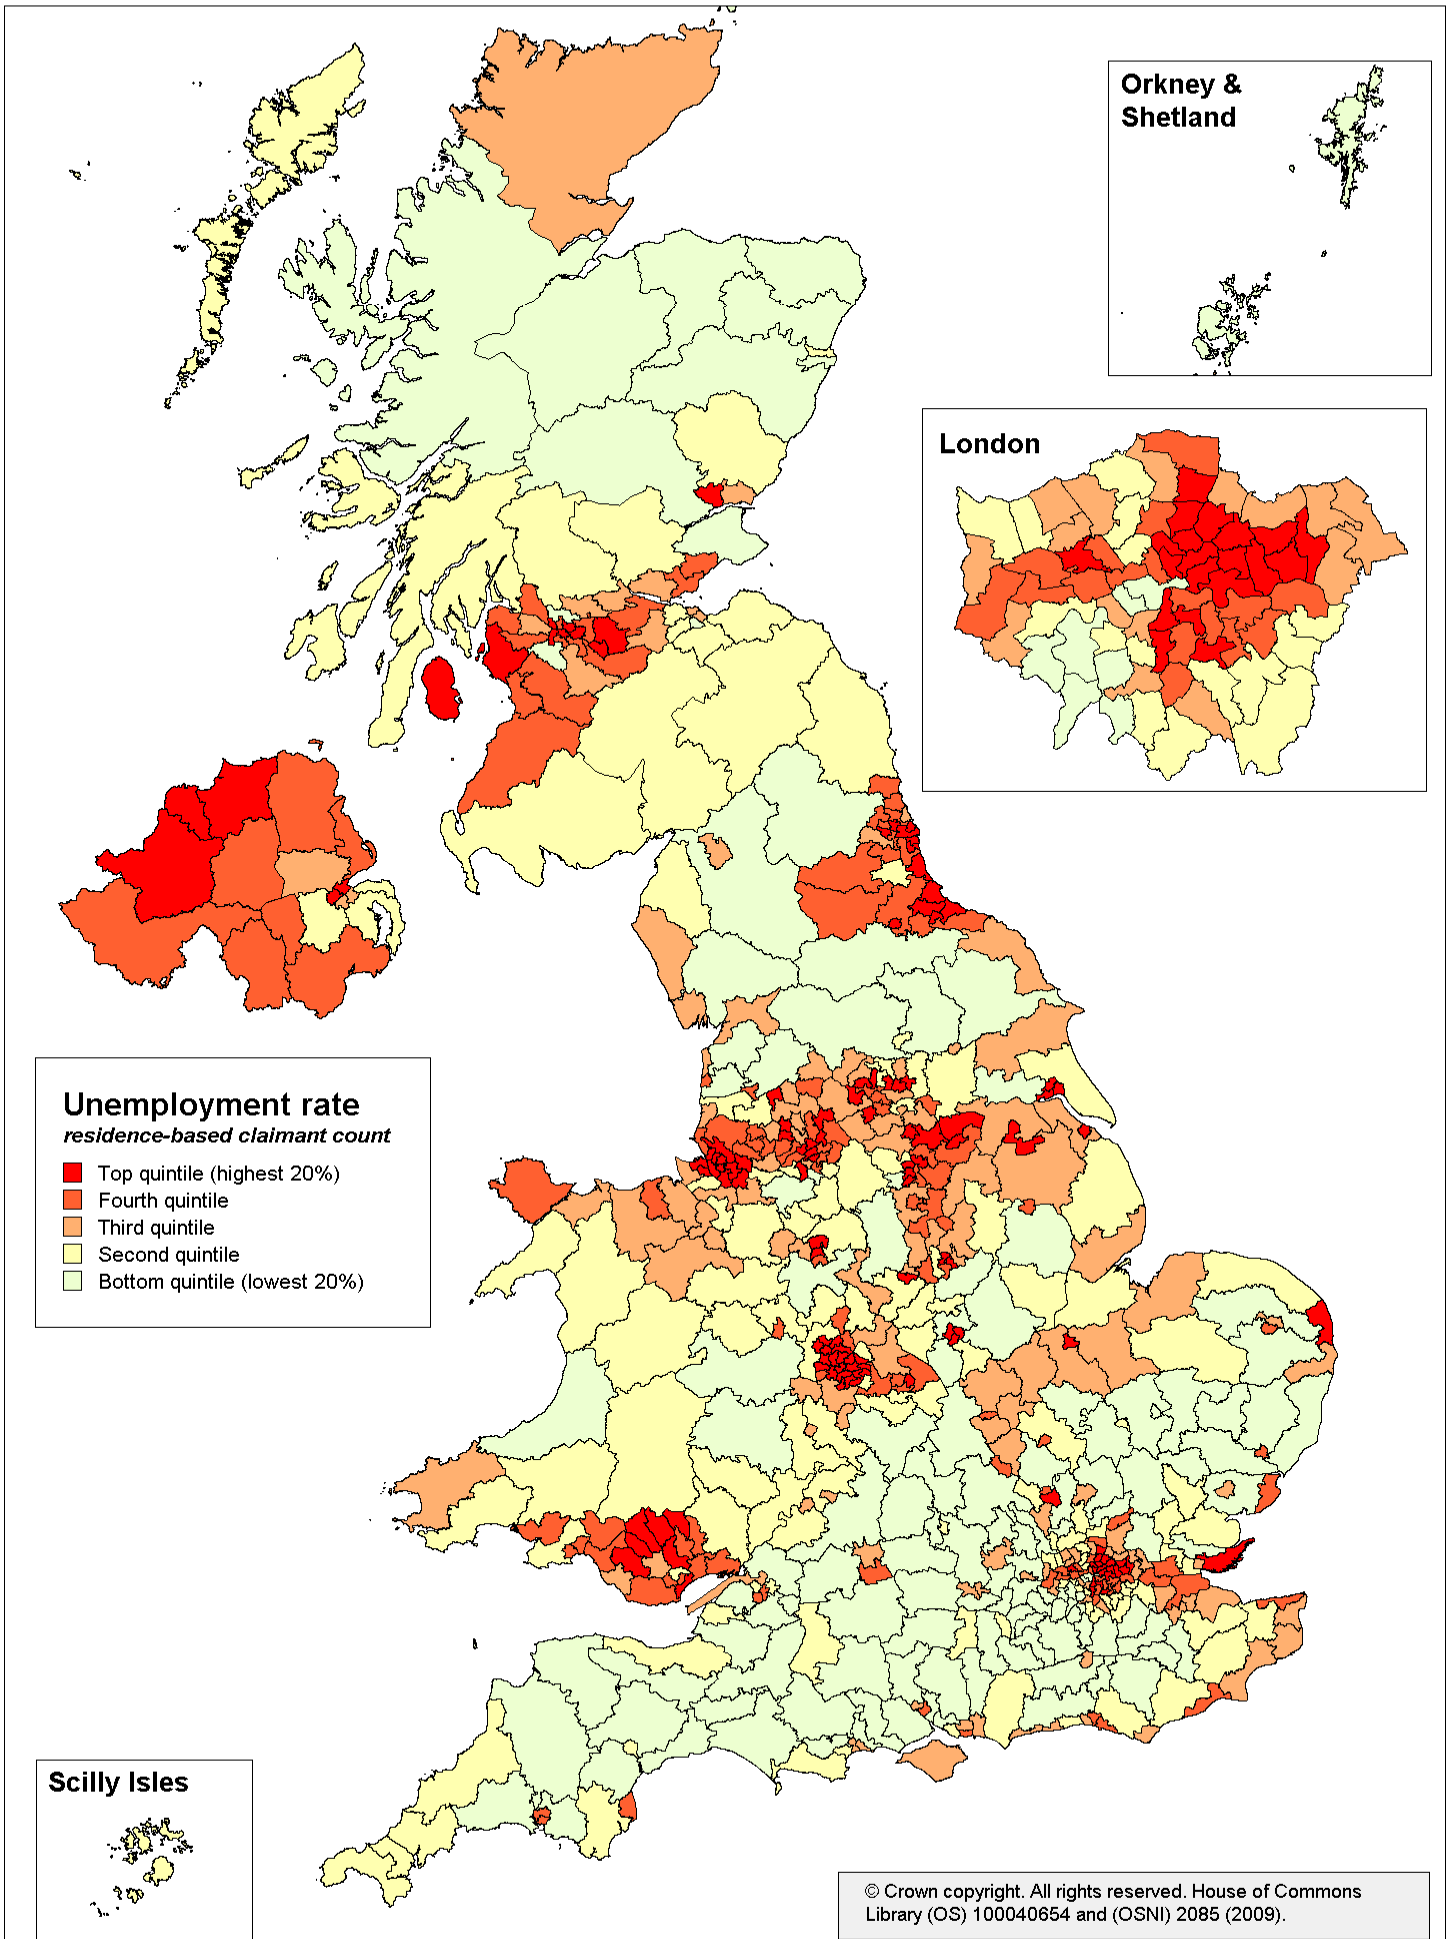 Orkney &
Shetland
London
Unemployment rate
residence-based claimant count
Top quintile (highest 20%)
Fourth quintile
Third quintile
Second quintile
Bottom quintile (lowest 20%)
Scilly Isles
© Crown copyright. All rights reserved. House of Commons
Library (OS) 100040654 and (OSNI) 2085 (2009).